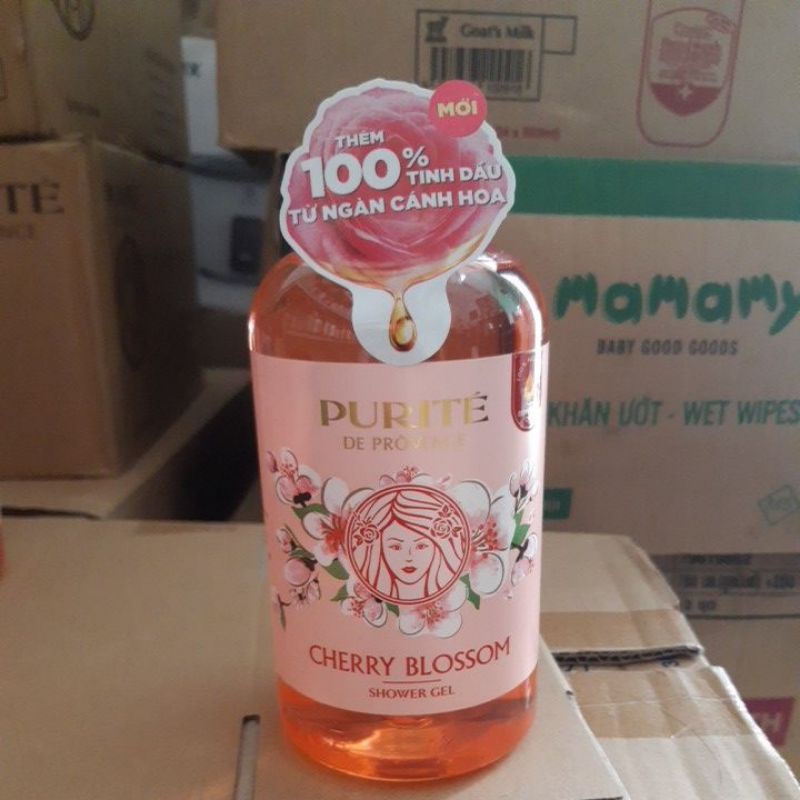 Goat's Milk
MỚI
THÊM
100%
TINH DẦU
TỪ NGÀN CÁNH HOA
PURITÉ
DE PROVENCE
CHERRY BLOSSOM
SHOWER GEL
MAMAMY
BABY GOOD GOODS
KHĂN ƯỚT - WET WIPES